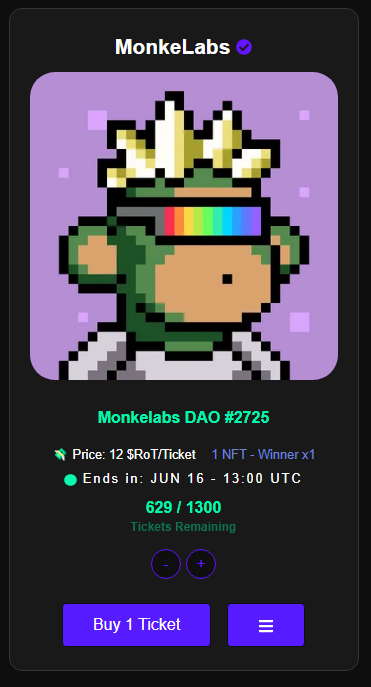 MonkeLabs
Monkelabs DAO #2725
Price: 12 $RoT/Ticket 1 NFT - Winner x1
Ends in: JUN 16 - 13:00 UTC
629 / 1300
Tickets Remaining
- +
Buy 1 Ticket